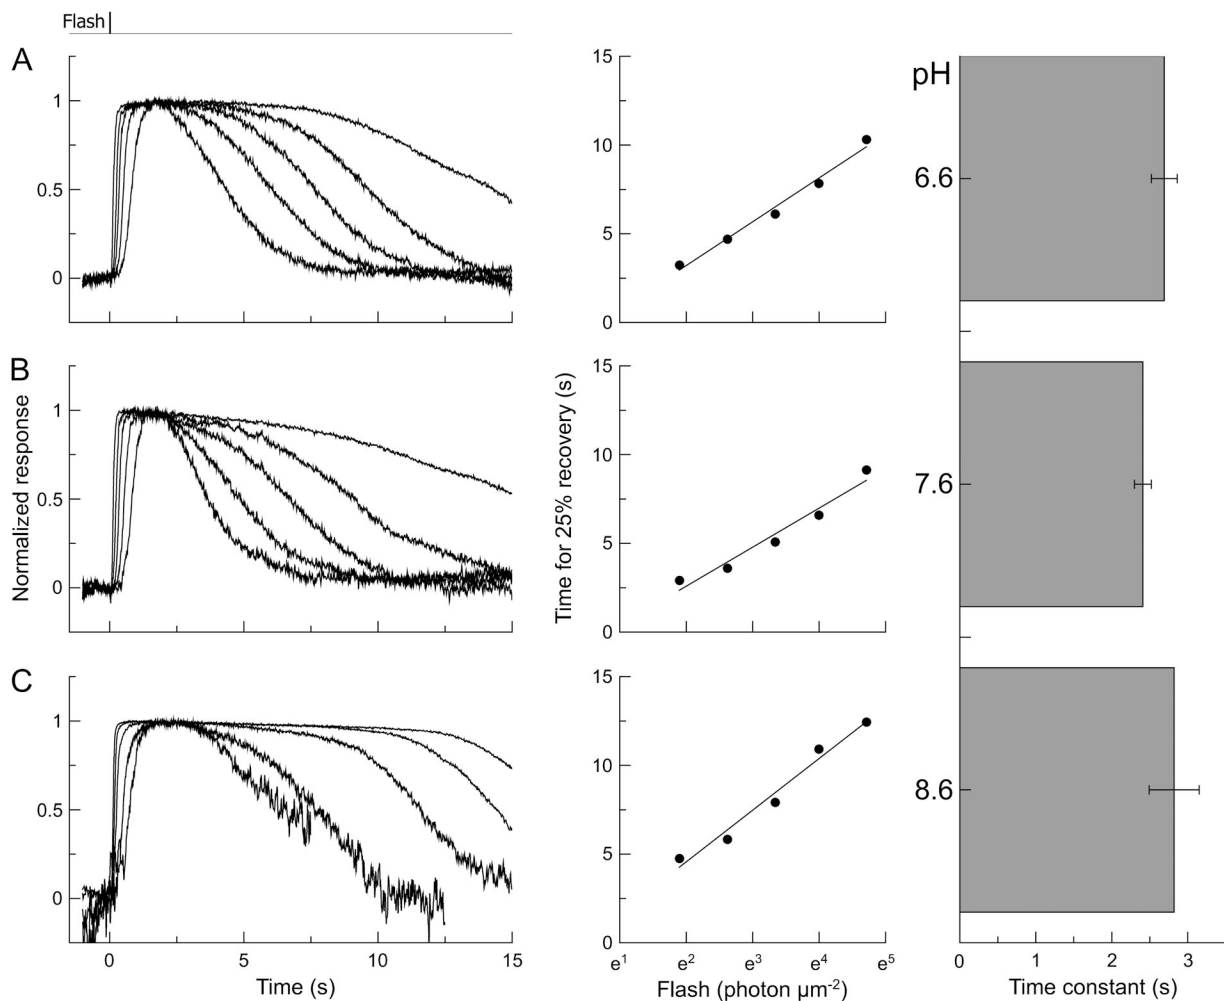 Flash
A
1
0.5
0
B
1
0.5
0
C
1
0.5
0
Normalized response
0
5
10
15
Time (s)
15
10
5
0
15
10
5
0
15
10
5
0
Time for 25% recovery (s)
e1
e2
e3
e4
e5
Flash (photon µm-2)
pH
6.6
7.6
8.6
0
1
2
3
Time constant (s)